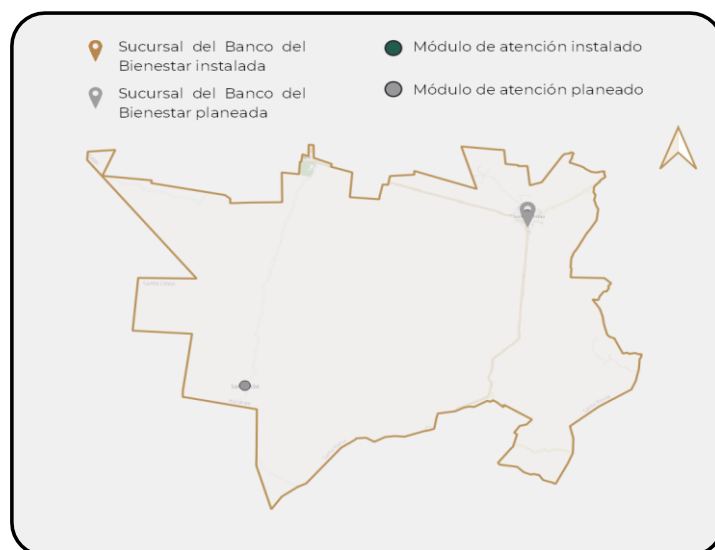 Sucursal del Banco del
Bienestar instalada
Sucursal del Banco del
Bienestar planeada
Módulo de atención instalado
Módulo de atención planeado